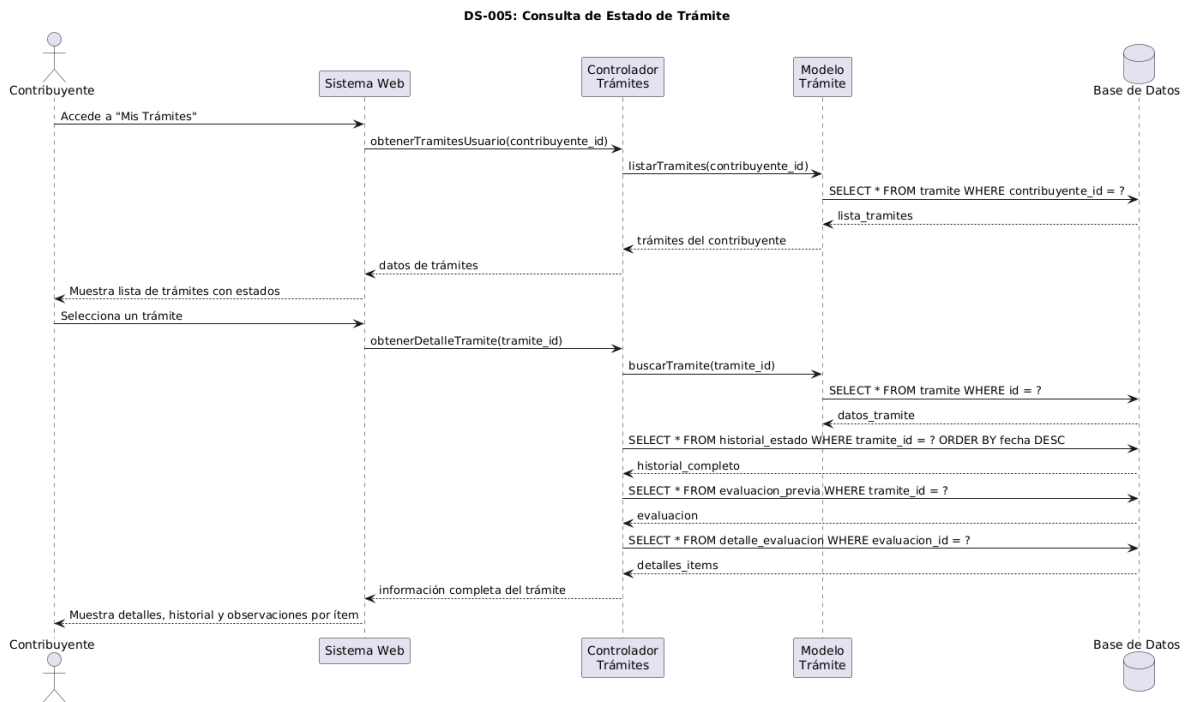 DS-005: Consulta de Estado de Trámite
Contribuyente
Sistema Web
Controlador
Trámites
Modelo
Trámite
Base de Datos
Accede a "Mis Trámites"
obtenerTramitesUsuario(contribuyente_id)
listarTramites(contribuyente_id)
SELECT * FROM tramite WHERE contribuyente_id = ?
lista_tramites
trámites del contribuyente
datos de trámites
Muestra lista de trámites con estados
Selecciona un trámite
obtenerDetalleTramite(tramite_id)
buscarTramite(tramite_id)
SELECT * FROM tramite WHERE id = ?
datos_tramite
SELECT * FROM historial_estado WHERE tramite_id = ? ORDER BY fecha DESC
historial_completo
SELECT * FROM evaluacion_previa WHERE tramite_id = ?
evaluacion
SELECT * FROM detalle_evaluacion WHERE evaluacion_id = ?
detalles_items
información completa del trámite
Muestra detalles, historial y observaciones por ítem
Contribuyente
Sistema Web
Controlador
Trámites
Modelo
Trámite
Base de Datos